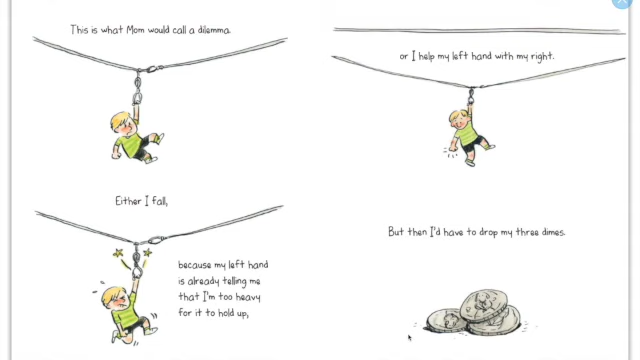 This is what Mom would call a dilemma.
Either I fall,
because my left hand
is already telling me
that I'm too heavy
for it to hold up,
or I help my left hand with my right.
But then I'd have to drop my three dimes.